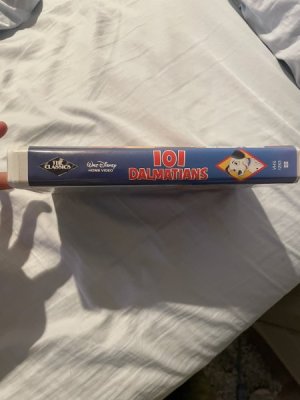 THE
CLASSICS
WALT DISNEY
HOME VIDEO
101
DALMATIANS
VHS